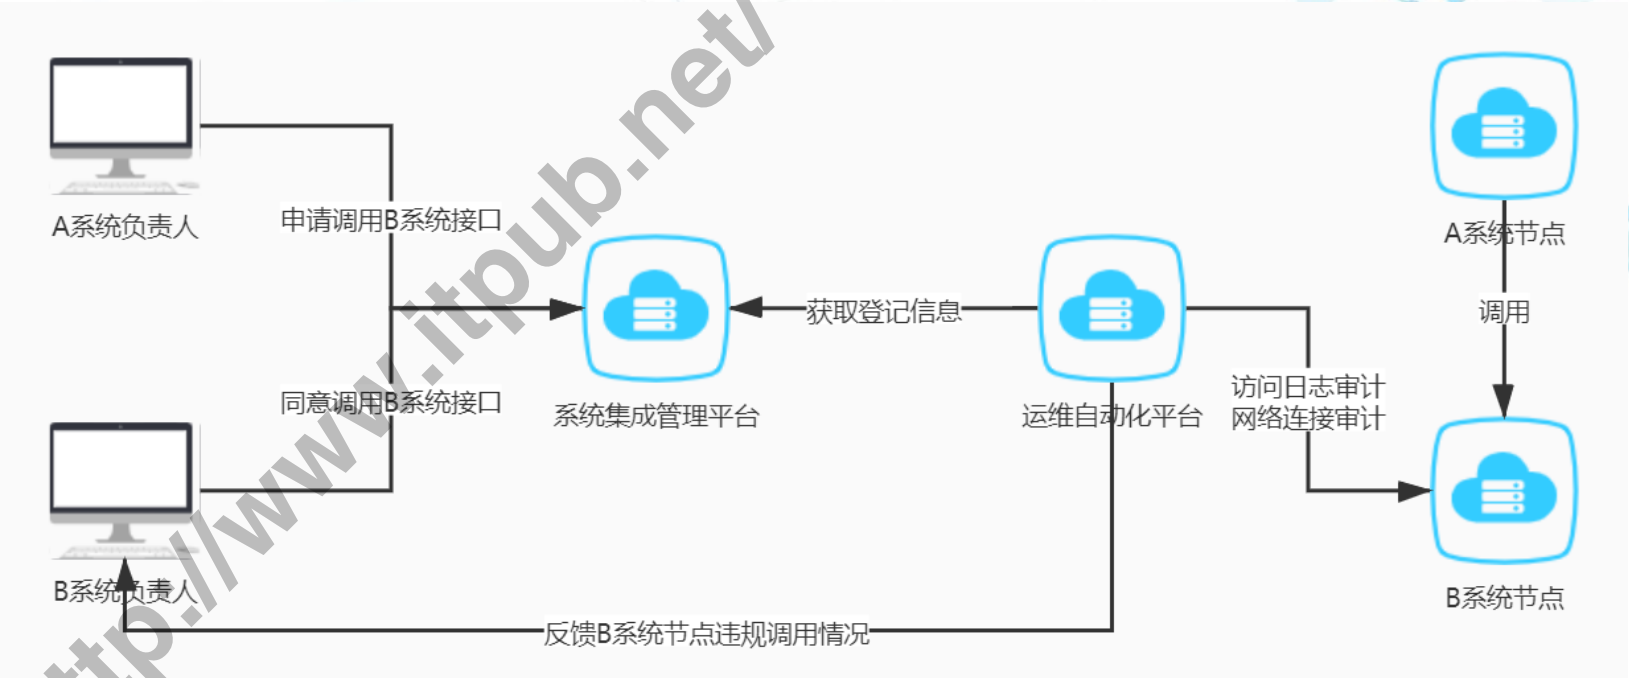 A系统负责人
申请调用B系统接口
A系统节点
获取登记信息
调用
访问日志审计
网络连接审计
同意调用B系统接口
系统集成管理平台
运维自动化平台
B系统负责人
B系统节点
反馈B系统节点违规调用情况
ttp://www.itpub.net/